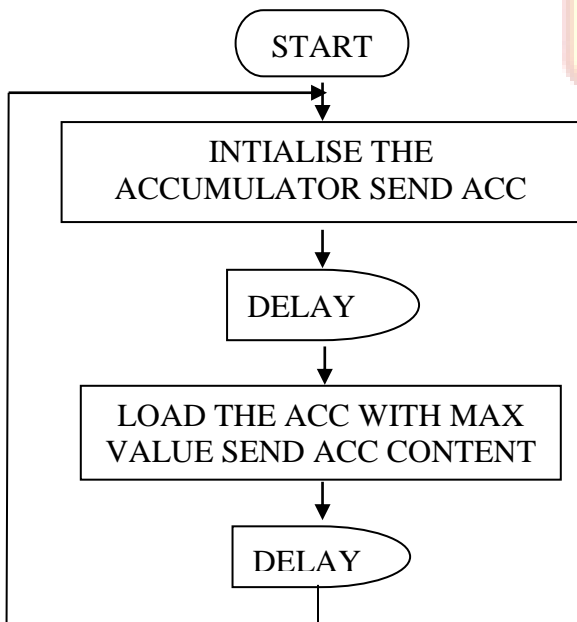 START
INTIALISE THE
ACCUMULATOR SEND ACC
DELAY
LOAD THE ACC WITH MAX
VALUE SEND ACC CONTENT
DELAY